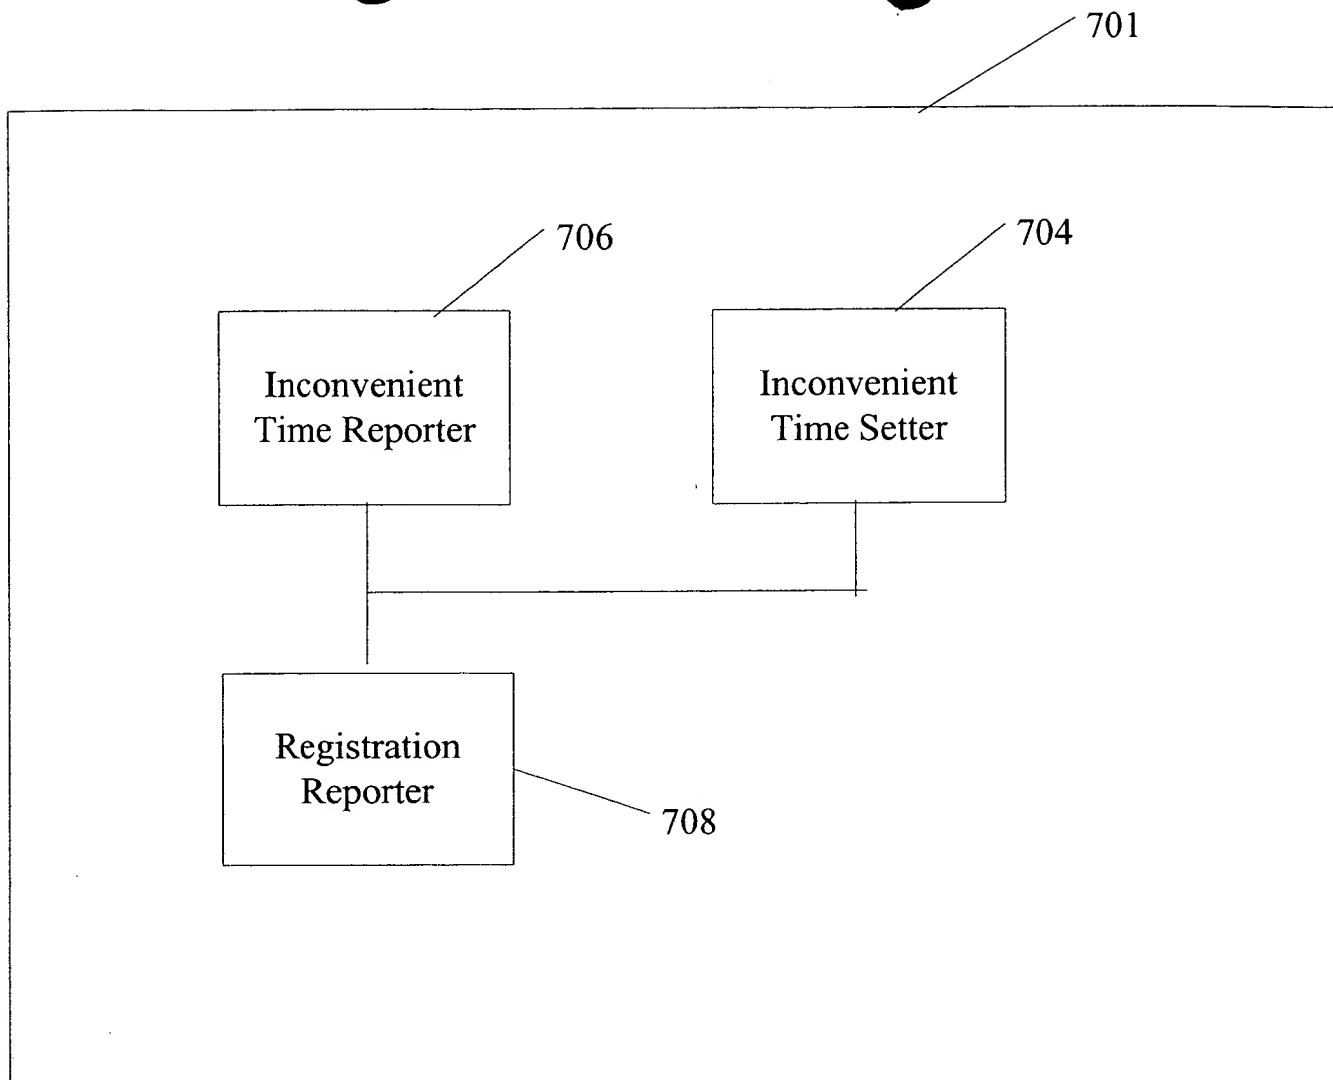 701
706
704
Inconvenient
Time Reporter
Inconvenient
Time Setter
Registration
Reporter
708